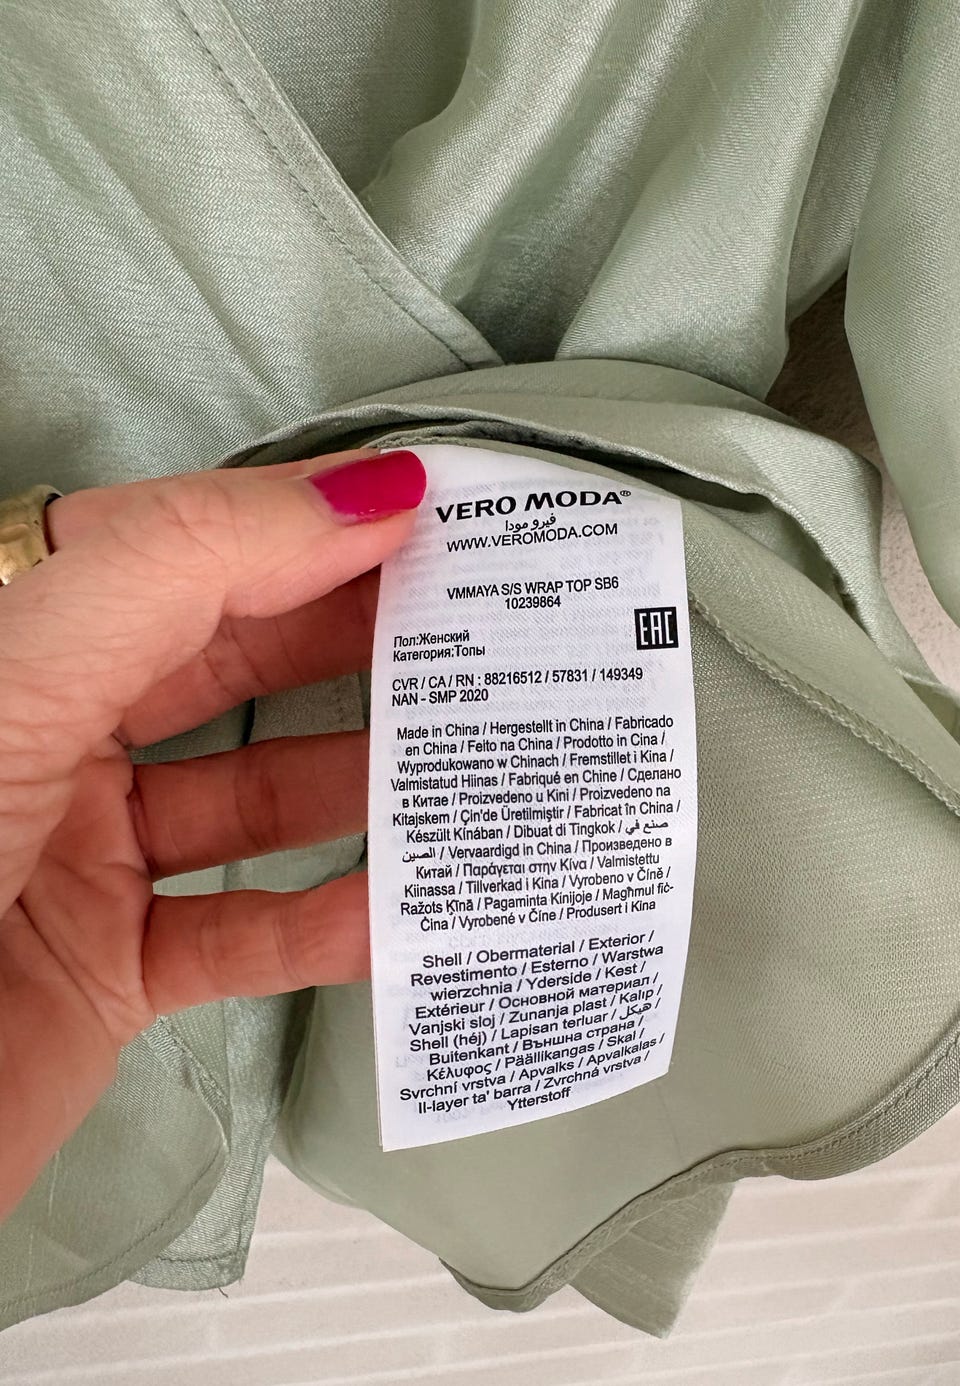 VERO MODA®
فيرو مودا
WWW.VEROMODA.COM
VMMAYA S/S WRAP TOP SB6
10239864
EAC
Пол:Женский
Категория:Топы
CVR / CA / RN : 88216512 / 57831 / 149349
NAN - SMP 2020
Made in China / Hergestellt in China / Fabricado
en China / Feito na China / Prodotto in Cina /
Wyprodukowano w Chinach / Fremstillet i Kina /
Valmistatud Hiinas / Fabriqué en Chine / Сделано
в Китае / Proizvedeno u Kini / Proizvedeno na
Kitajskem / Çin'de Üretilmiştir / Fabricat în China /
Készült Kínában / Dibuat di Tingkok / صنع في
الصين / Vervaardigd in China / Произведено в
Китай / Παράγεται στην Κίνα / Valmistettu
Kiinassa / Tillverkad i Kina / Vyrobeno v Číně /
Ražots Ķīnā / Pagaminta Kinijoje / Magħmul fiċ-
Ċina / Vyrobené v Číne / Produsert i Kina
Shell / Obermaterial / Exterior /
Revestimento / Esterno / Warstwa
wierzchnia / Yderside / Kest /
Extérieur / Основной материал /
Vanjski sloj / Zunanja plast / Kalıp /
Shell (héj) / Lapisan terluar / هيكل /
Buitenkant / Външна страна /
Κέλυφος / Päällikangas / Skal /
Svrchní vrstva / Apvalks / Apvalkalas /
Il-layer ta' barra / Zvrchná vrstva /
Ytterstoff